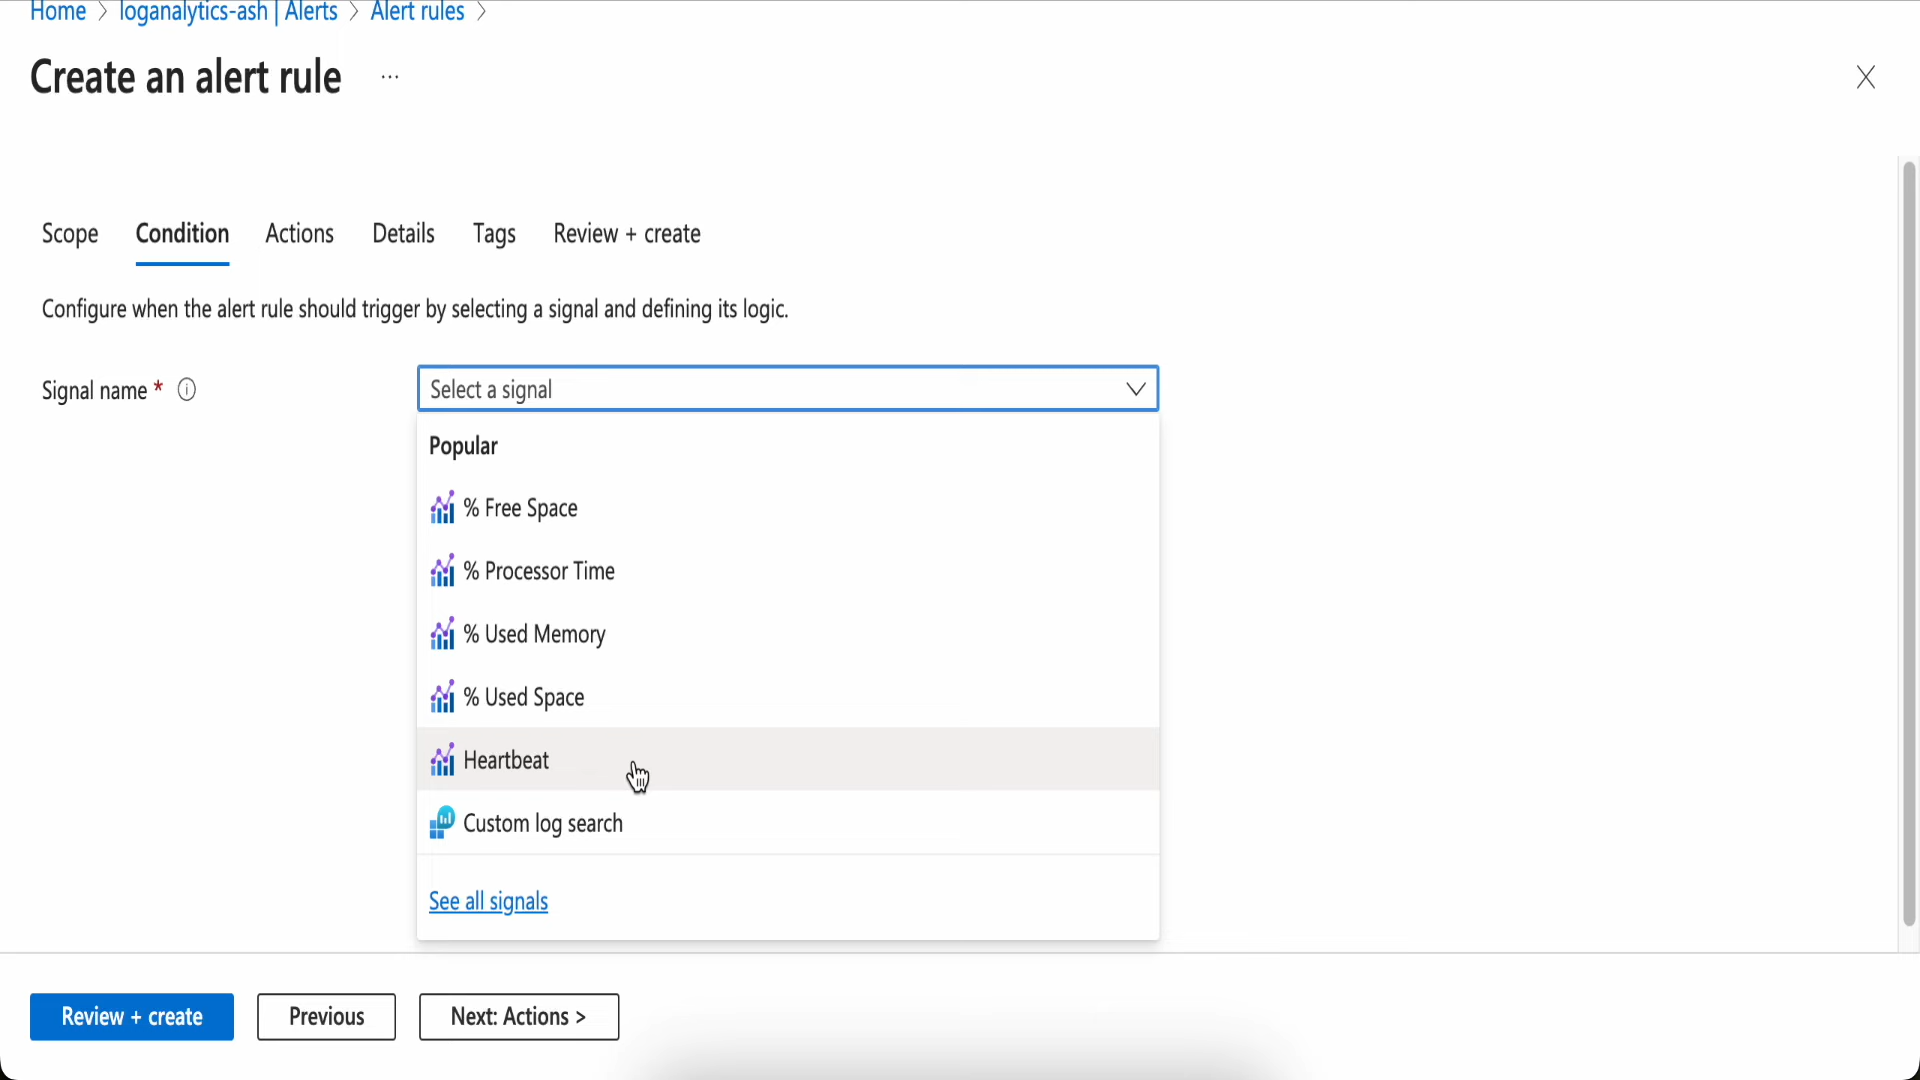 Home > loganalytics-ash | Alerts > Alert rules >
Create an alert rule ...
Scope Condition Actions Details Tags Review + create
Configure when the alert rule should trigger by selecting a signal and defining its logic.
Signal name * Select a signal
Popular
% Free Space
% Processor Time
% Used Memory
% Used Space
Heartbeat
Custom log search
See all signals
Review + create Previous Next: Actions >